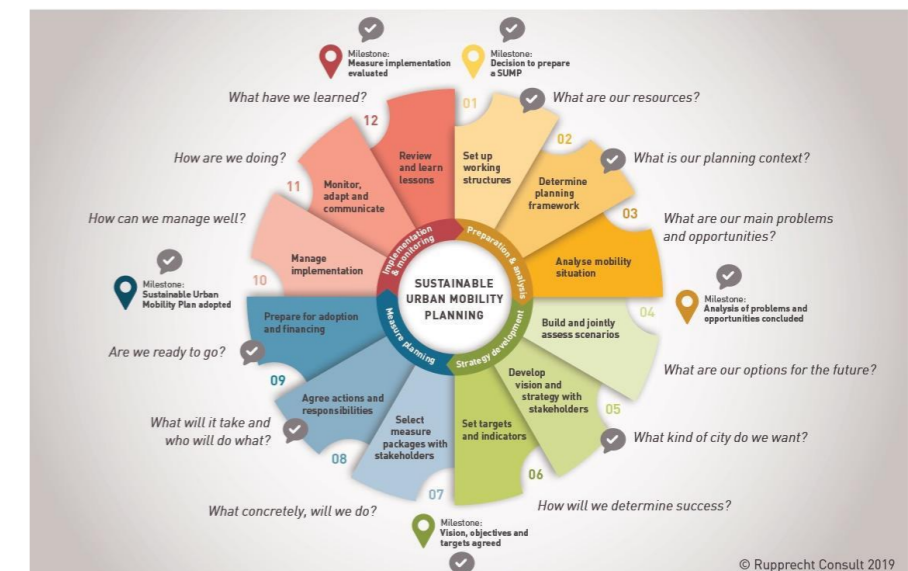 Milestone:
Measure implementation
evaluated
Milestone:
Decision to prepare
a SUMP
What have we learned?
12
01
What are our resources?
How are we doing?
11
Review
and learn
lessons
Set up
working
structures
02
What is our planning context?
Monitor,
adapt and
communicate
Determine
planning
framework
How can we manage well?
10
03
What are our main problems
and opportunities?
Manage
implementation
Implementation
& monitoring
Preparation & analysis
Analyse mobility
situation
Milestone:
Sustainable Urban
Mobility Plan adopted
SUSTAINABLE
URBAN MOBILITY
PLANNING
Milestone:
Analysis of problems and
opportunities concluded
Prepare for adoption
and financing
Measure planning
Strategy development
Build and jointly
assess scenarios
04
Are we ready to go?
09
What are our options for the future?
Agree actions and
responsibilities
Develop
vision and
strategy with
stakeholders
05
What will it take and
who will do what?
08
Select
measure
packages with
stakeholders
Set targets
and indicators
What kind of city do we want?
07
06
What concretely, will we do?
How will we determine success?
Milestone:
Vision, objectives and
targets agreed
© Rupprecht Consult 2019